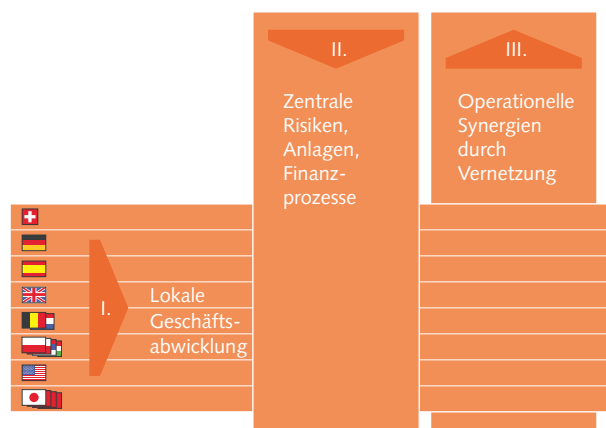 II.
Zentrale
Risiken,
Anlagen,
Finanz-
prozesse
III.
Operationelle
Synergien
durch
Vernetzung
I.
Lokale
Geschäfts-
abwicklung